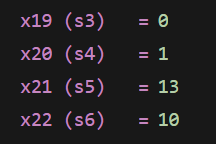 x19 (s3)   = 0
x20 (s4)   = 1
x21 (s5)   = 13
x22 (s6)   = 10